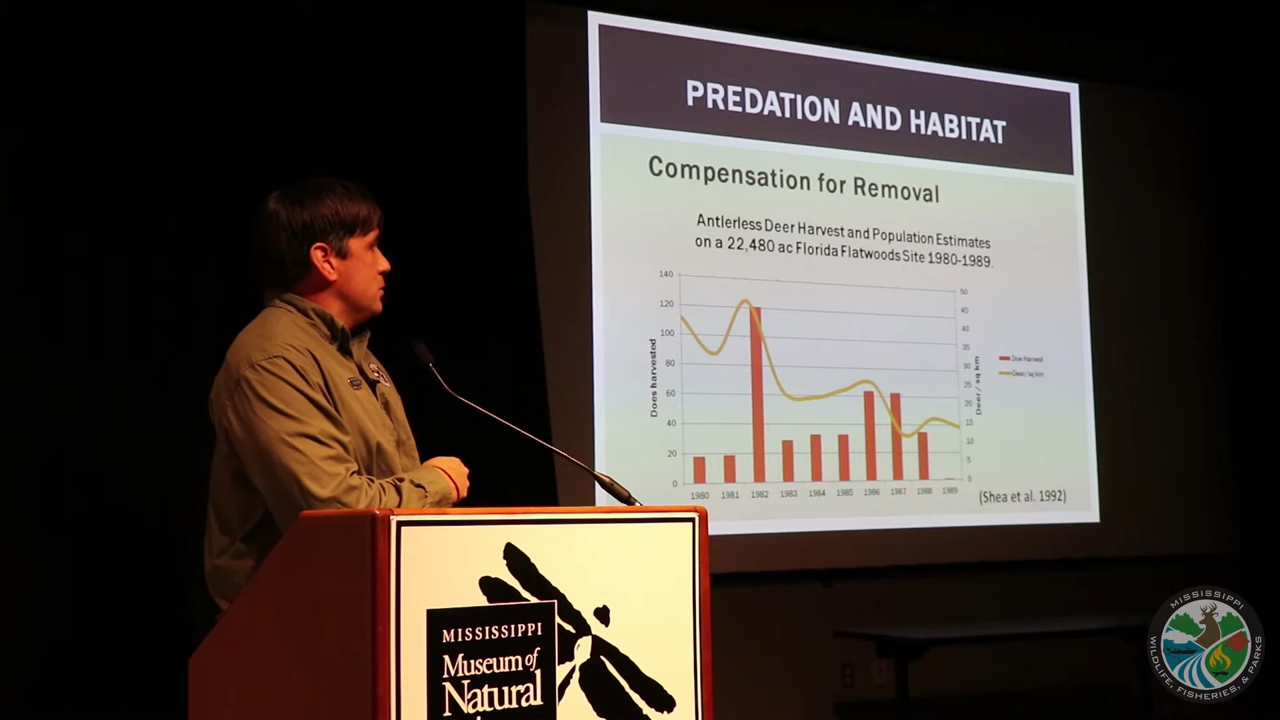 PREDATION AND HABITAT
Compensation for Removal
Antlerless Deer Harvest and Population Estimates
on a 22,480 ac Florida Flatwoods Site 1980-1989.
140
120
100
80
60
40
20
0
Does harvested
50
45
40
35
30
25
20
15
10
5
0
Deer / sq km
Doe Harvest
Deer/ sq km
1980 1981 1982 1983 1984 1985 1986 1987 1988 1989
(Shea et al. 1992)
MISSISSIPPI
Museum of
Natural
MISSISSIPPI
WILDLIFE, FISHERIES, & PARKS